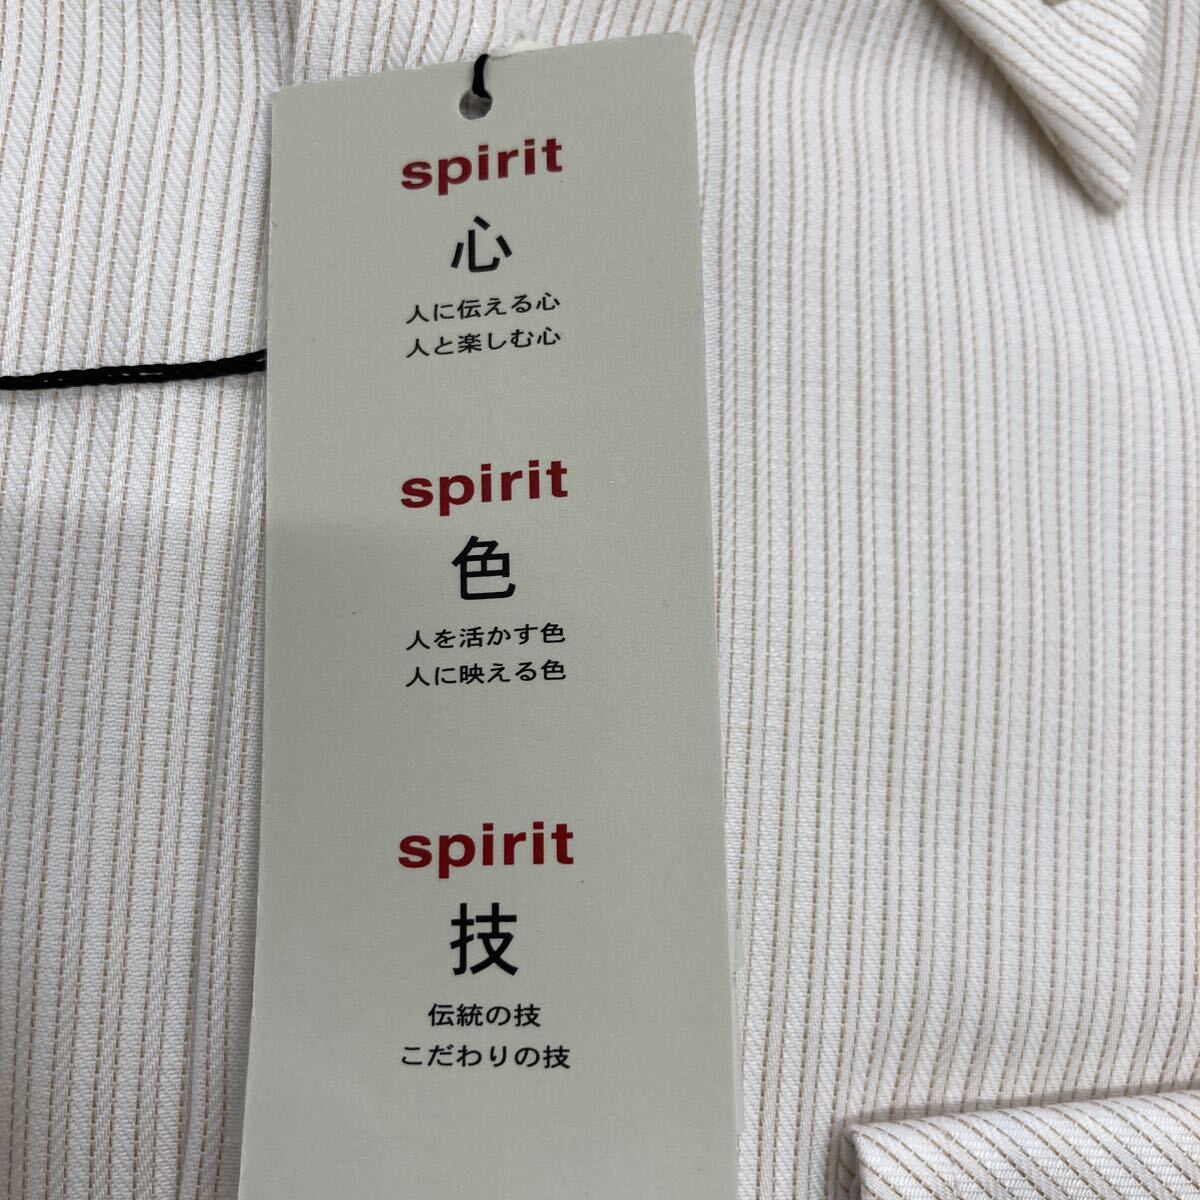 spirit
心
人に伝える心
人と楽しむ心
spirit
色
人を活かす色
人に映える色
spirit
技
伝統の技
こだわりの技